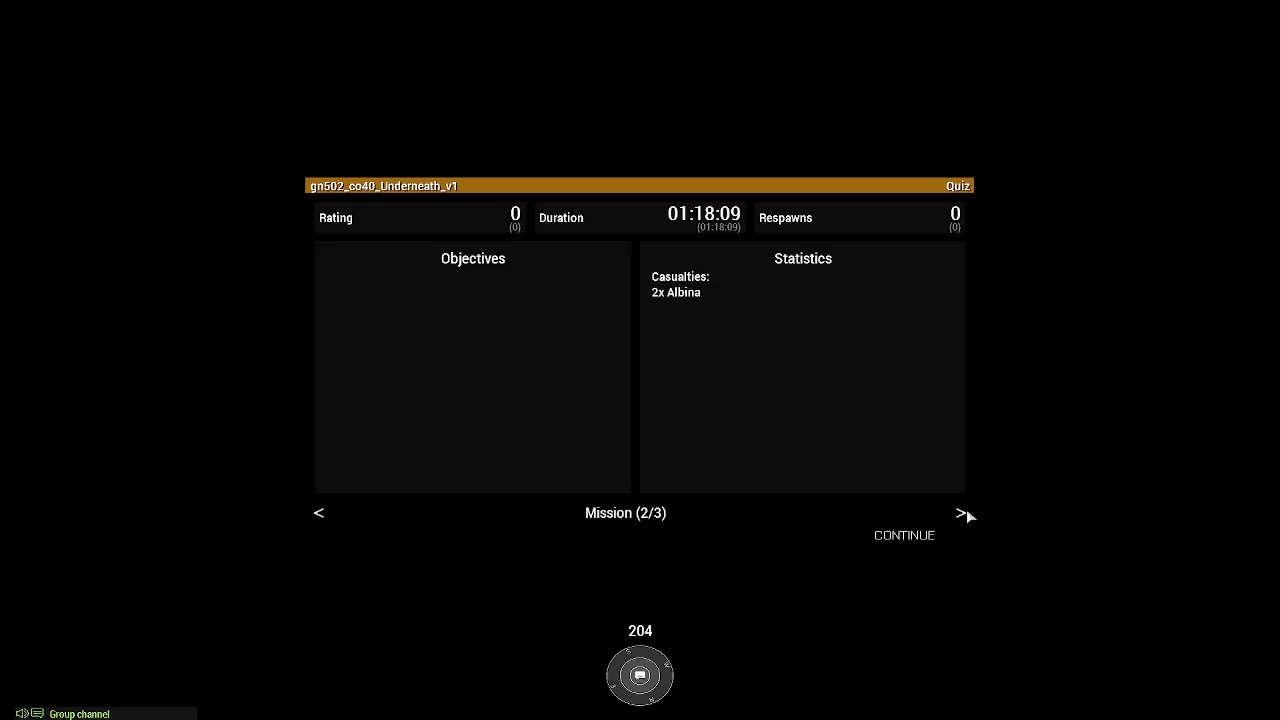 gn502_co40_Underneath_v1 Quiz
Rating 0 (0) Duration 01:18:09 (01:18:09) Respawns 0 (0)
Objectives
Statistics
Casualties:
2x Albina
< Mission (2/3) >
CONTINUE
204
S
W
E
N
Group channel